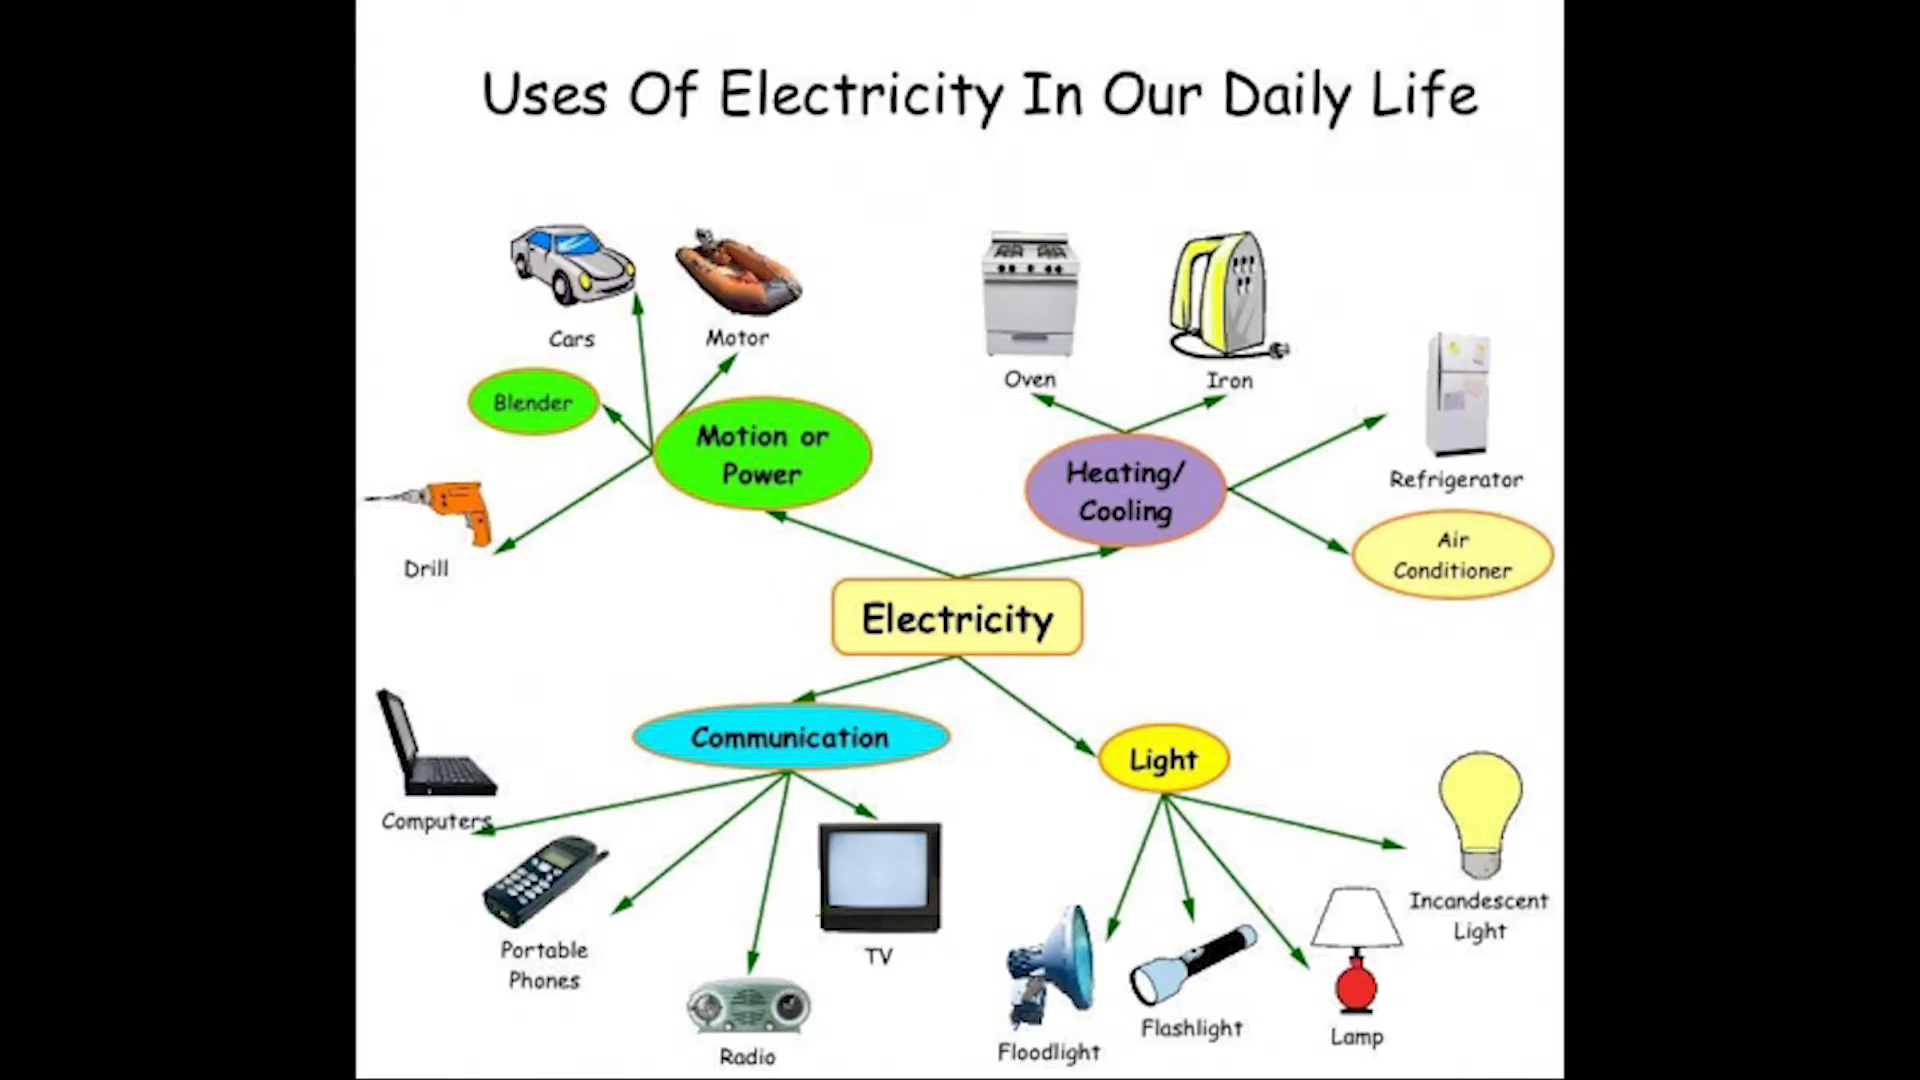 Uses Of Electricity In Our Daily Life
Cars
Motor
Oven
Iron
Blender
Motion or
Power
Heating/
Cooling
Refrigerator
Air
Conditioner
Drill
Electricity
Communication
Light
Computers
Portable
Phones
TV
Radio
Incandescent
Light
Floodlight
Flashlight
Lamp